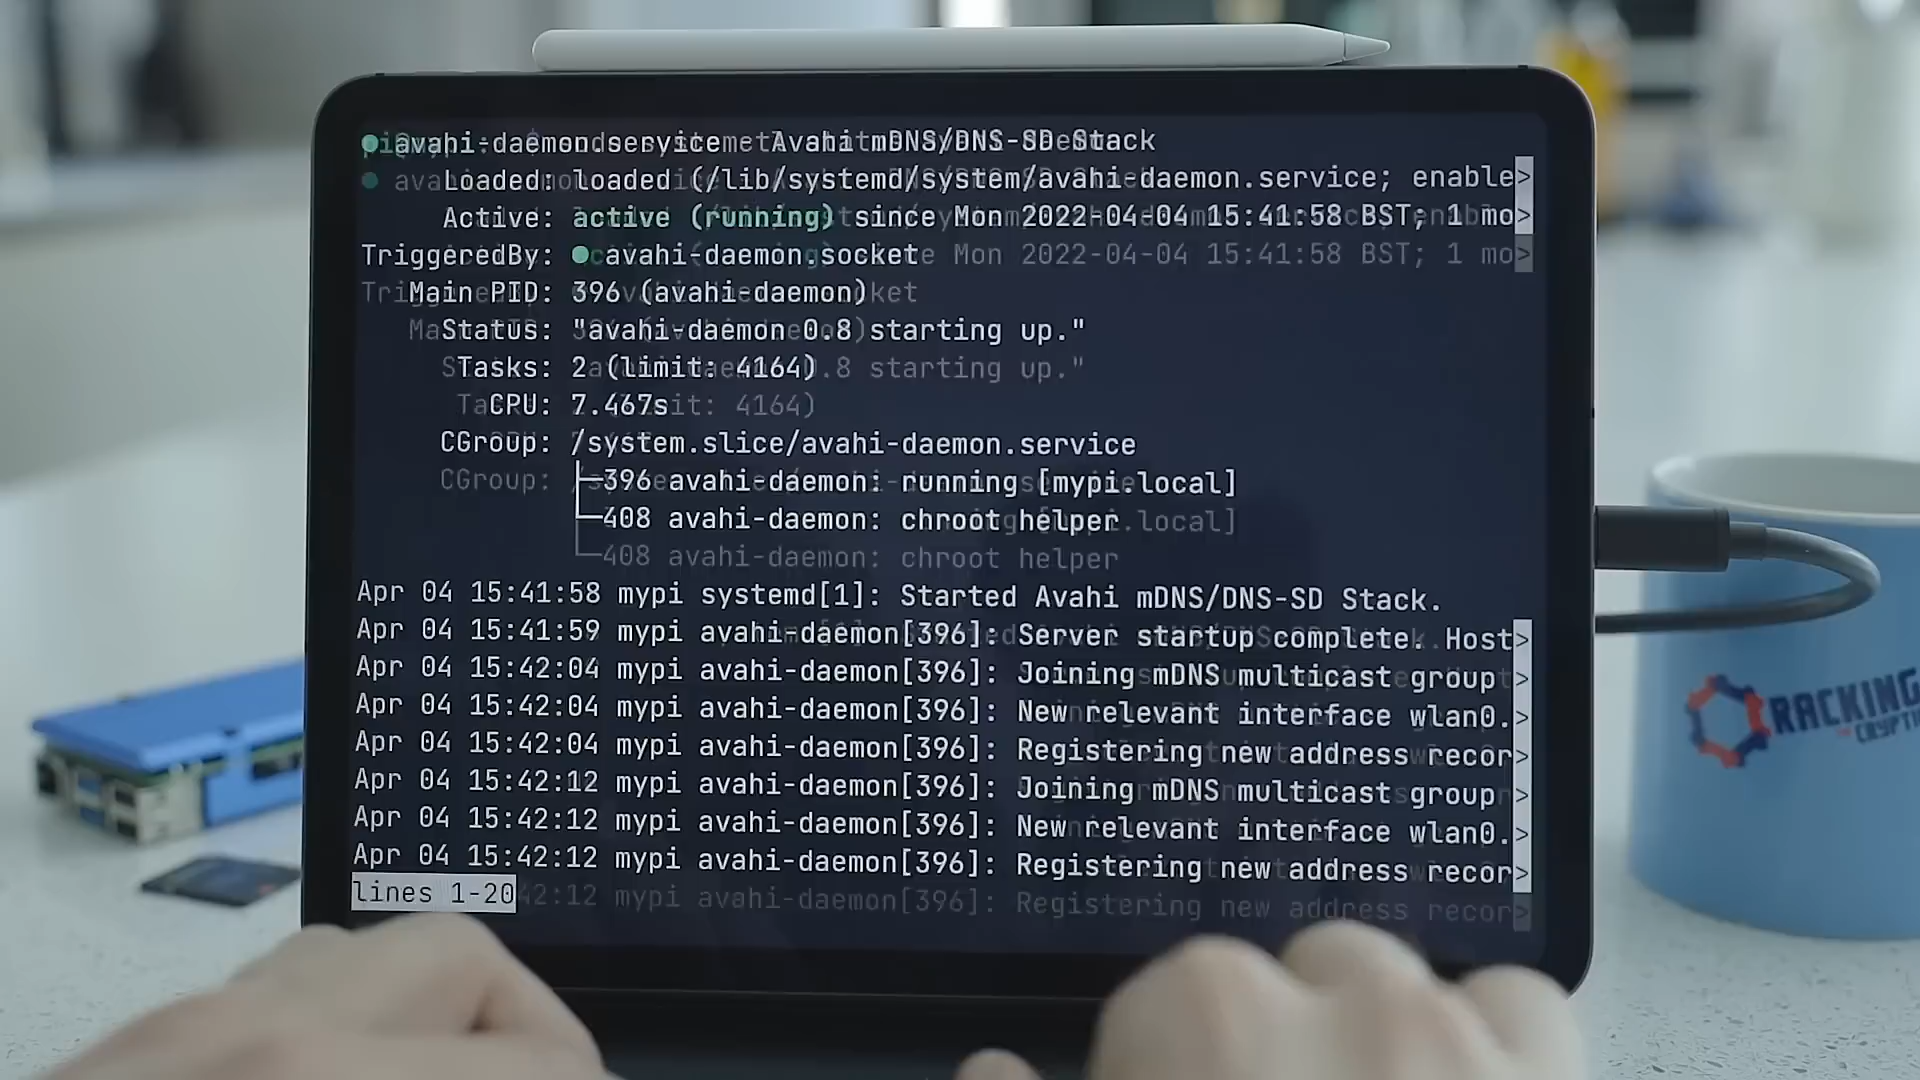 ● avahi-daemon.service - Avahi mDNS/DNS-SD Stack
Loaded: loaded (/lib/systemd/system/avahi-daemon.service; enable>
Active: active (running) since Mon 2022-04-04 15:41:58 BST; 1 mo>
TriggeredBy: ● avahi-daemon.socket
Main PID: 396 (avahi-daemon)
Status: "avahi-daemon 0.8 starting up."
Tasks: 2 (limit: 4164)
CPU: 7.467s
CGroup: /system.slice/avahi-daemon.service
├─396 avahi-daemon: running [mypi.local]
└─408 avahi-daemon: chroot helper
Apr 04 15:41:58 mypi systemd[1]: Started Avahi mDNS/DNS-SD Stack.
Apr 04 15:41:59 mypi avahi-daemon[396]: Server startup complete. Host>
Apr 04 15:42:04 mypi avahi-daemon[396]: Joining mDNS multicast group >
Apr 04 15:42:04 mypi avahi-daemon[396]: New relevant interface wlan0.>
Apr 04 15:42:04 mypi avahi-daemon[396]: Registering new address recor>
Apr 04 15:42:12 mypi avahi-daemon[396]: Joining mDNS multicast group >
Apr 04 15:42:12 mypi avahi-daemon[396]: New relevant interface wlan0.>
Apr 04 15:42:12 mypi avahi-daemon[396]: Registering new address recor>
lines 1-20
RACKING
CRYPTI